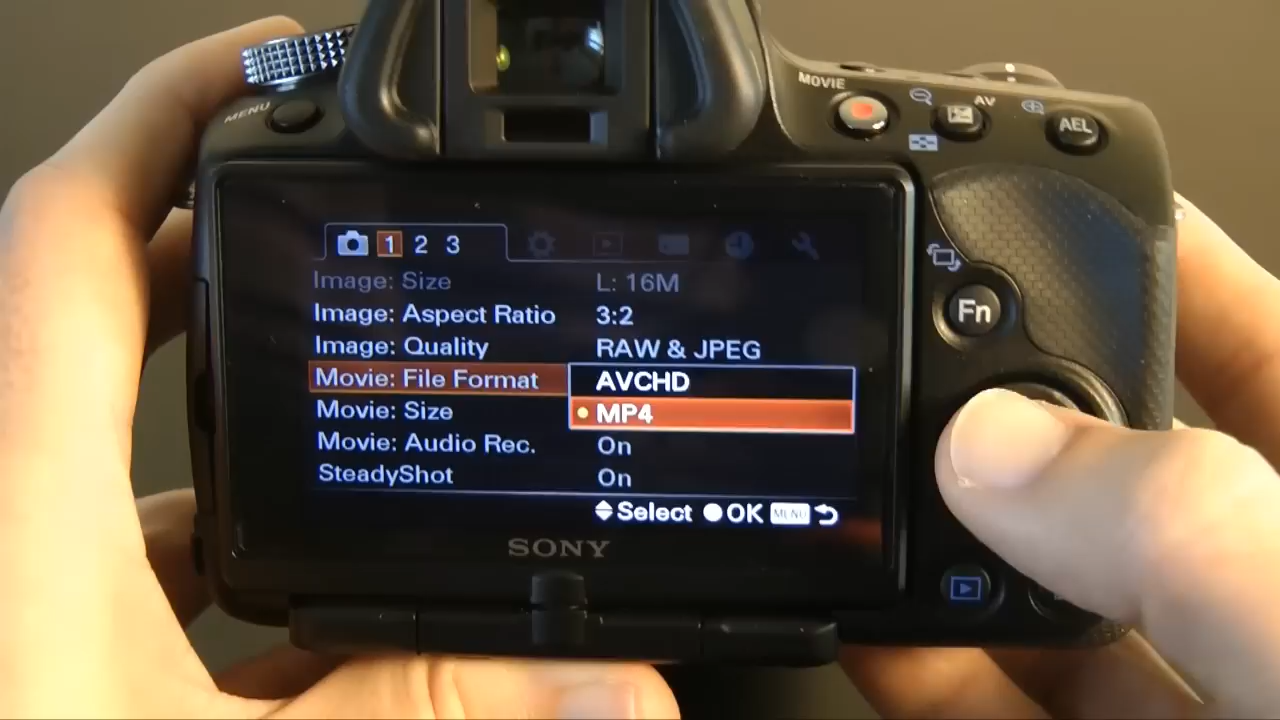 MOVIE
MENU
AV
AEL
1 2 3
Image: Size L: 16M
Image: Aspect Ratio 3:2
Image: Quality RAW & JPEG
Fn
Movie: File Format AVCHD
Movie: Size MP4
Movie: Audio Rec. On
SteadyShot On
Select OK MENU
SONY